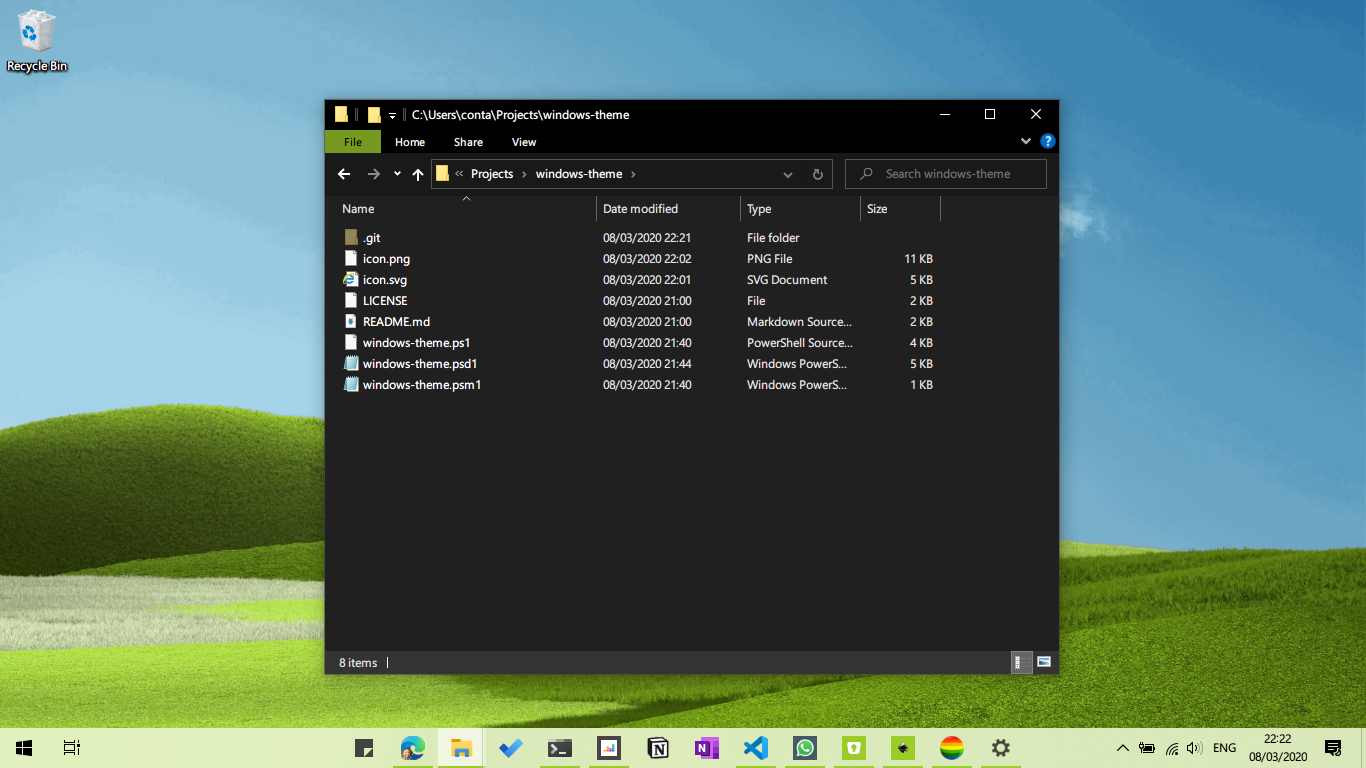 Recycle Bin
C:\Users\conta\Projects\windows-theme
File Home Share View
« Projects › windows-theme › Search windows-theme
Name Date modified Type Size
.git 08/03/2020 22:21 File folder
icon.png 08/03/2020 22:02 PNG File 11 KB
icon.svg 08/03/2020 22:01 SVG Document 5 KB
LICENSE 08/03/2020 21:00 File 2 KB
README.md 08/03/2020 21:00 Markdown Source... 2 KB
windows-theme.ps1 08/03/2020 21:40 PowerShell Source... 4 KB
windows-theme.psd1 08/03/2020 21:44 Windows PowerS... 5 KB
windows-theme.psm1 08/03/2020 21:40 Windows PowerS... 1 KB
8 items
ENG
22:22
08/03/2020